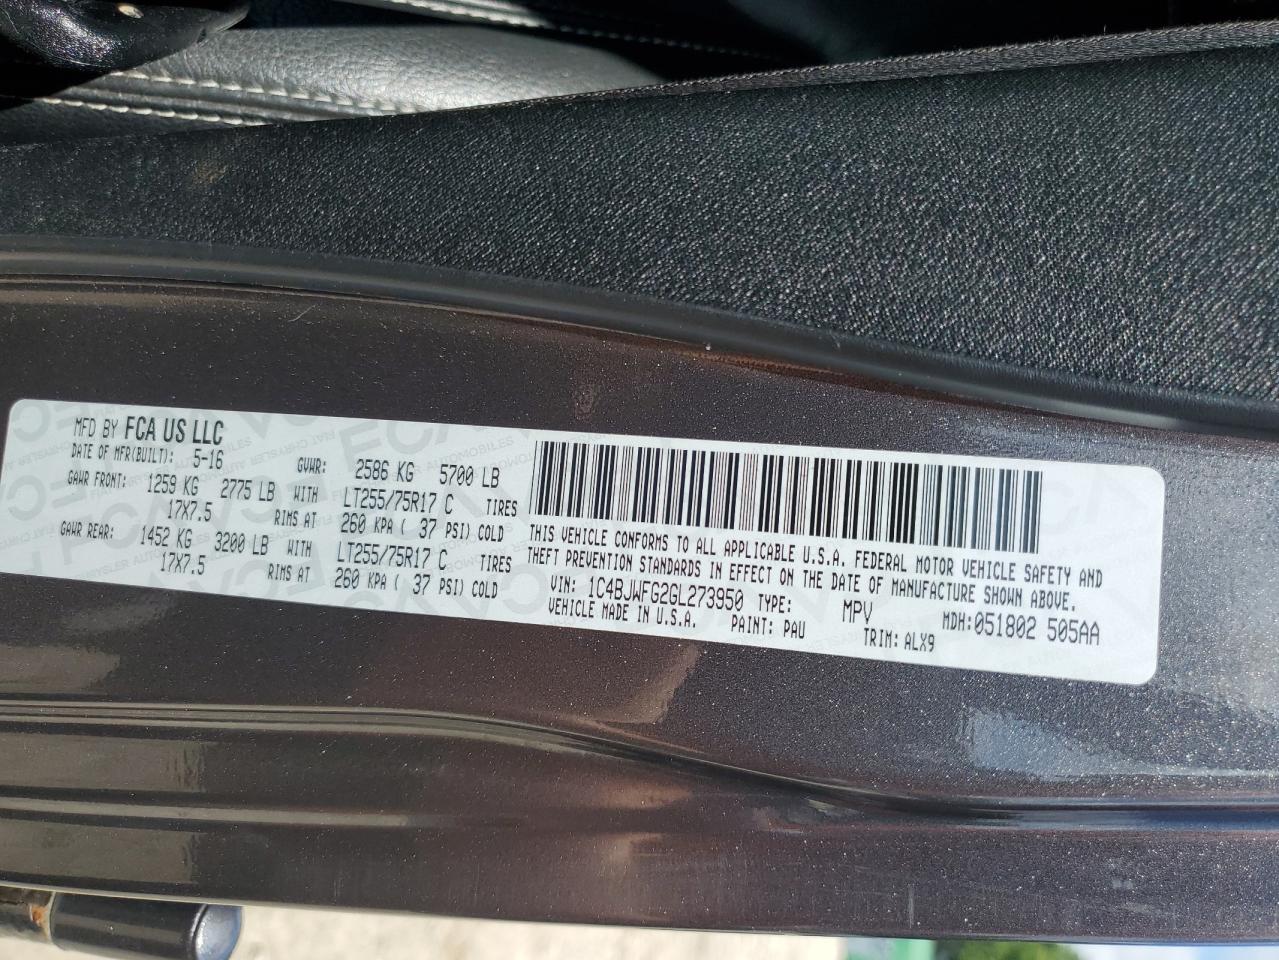 MFD BY FCA US LLC
DATE OF MFR(BUILT): 5-16 GVWR: 2586 KG 5700 LB
GAWR FRONT: 1259 KG 2775 LB WITH LT255/75R17 C TIRES
17X7.5 RIMS AT 260 KPA ( 37 PSI) COLD
GAWR REAR: 1452 KG 3200 LB WITH LT255/75R17 C TIRES
17X7.5 RIMS AT 260 KPA ( 37 PSI) COLD
THIS VEHICLE CONFORMS TO ALL APPLICABLE U.S.A. FEDERAL MOTOR VEHICLE SAFETY AND
THEFT PREVENTION STANDARDS IN EFFECT ON THE DATE OF MANUFACTURE SHOWN ABOVE.
VIN: 1C4BJWFG2GL273950 TYPE: MPV MDH:051802 505AA
VEHICLE MADE IN U.S.A. PAINT: PAU TRIM: ALX9